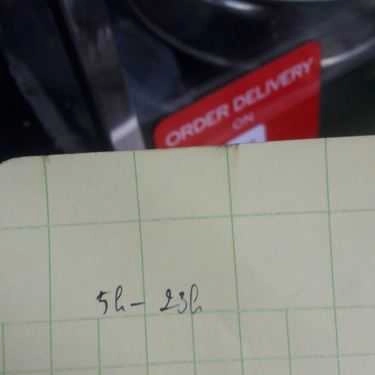 ORDER DELIVERY
ON
5h - 23h